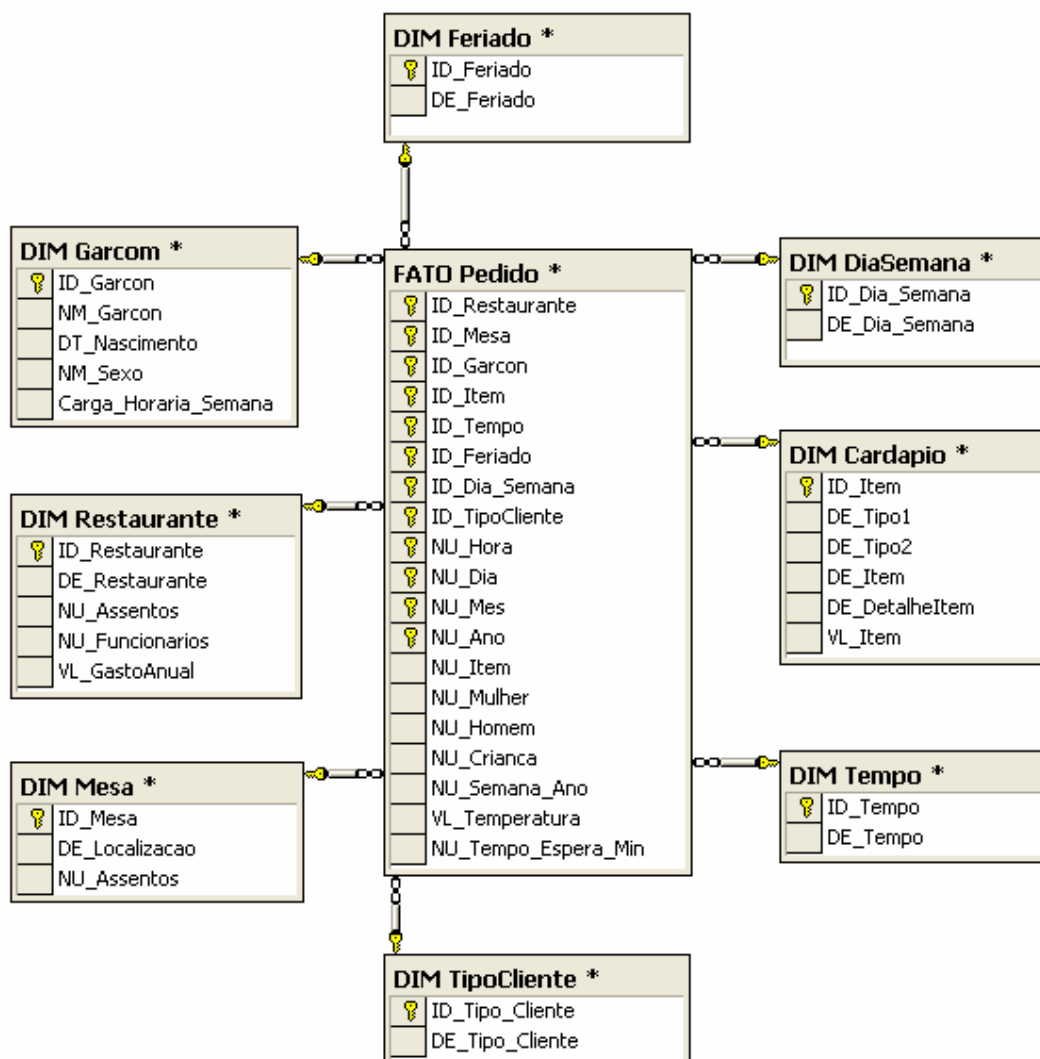 DIM Feriado *
ID_Feriado
DE_Feriado
DIM Garcom *
ID_Garcon
NM_Garcon
DT_Nascimento
NM_Sexo
Carga_Horaria_Semana
DIM Restaurante *
ID_Restaurante
DE_Restaurante
NU_Assentos
NU_Funcionarios
VL_GastoAnual
DIM Mesa *
ID_Mesa
DE_Localizacao
NU_Assentos
FATO Pedido *
ID_Restaurante
ID_Mesa
ID_Garcon
ID_Item
ID_Tempo
ID_Feriado
ID_Dia_Semana
ID_TipoCliente
NU_Hora
NU_Dia
NU_Mes
NU_Ano
NU_Item
NU_Mulher
NU_Homem
NU_Crianca
NU_Semana_Ano
VL_Temperatura
NU_Tempo_Espera_Min
DIM DiaSemana *
ID_Dia_Semana
DE_Dia_Semana
DIM Cardapio *
ID_Item
DE_Tipo1
DE_Tipo2
DE_Item
DE_DetalheItem
VL_Item
DIM Tempo *
ID_Tempo
DE_Tempo
DIM TipoCliente *
ID_Tipo_Cliente
DE_Tipo_Cliente